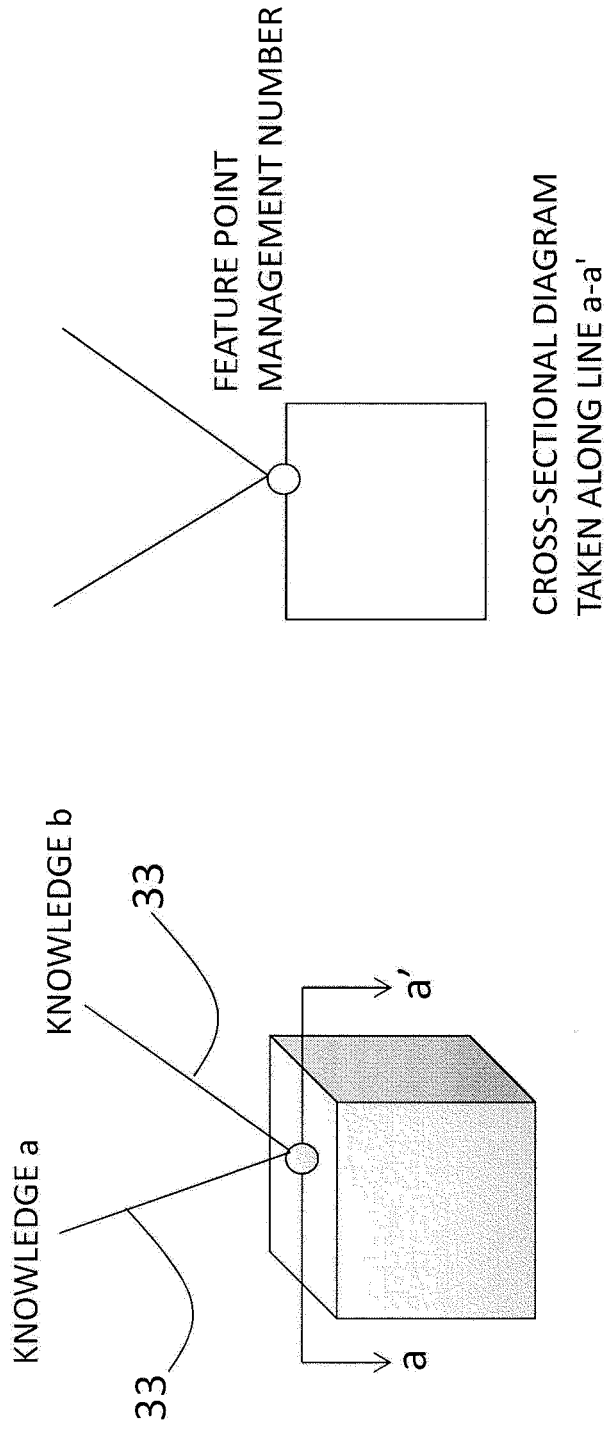 KNOWLEDGE a
KNOWLEDGE b
33
33
a
a'
FEATURE POINT
MANAGEMENT NUMBER
CROSS-SECTIONAL DIAGRAM
TAKEN ALONG LINE a-a'